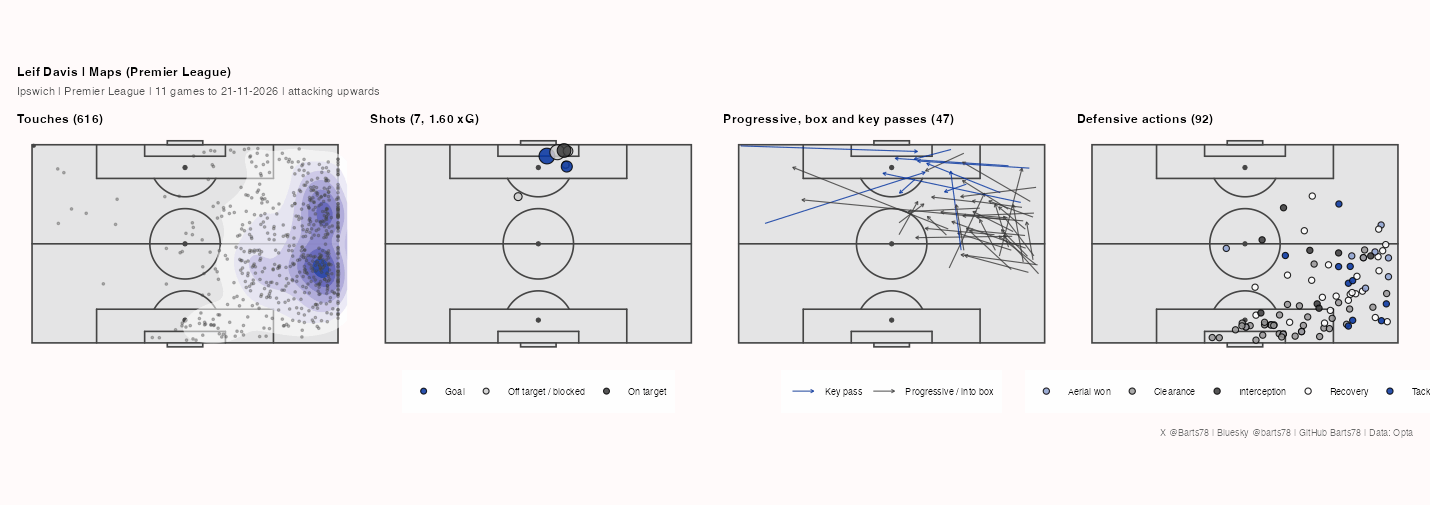 Leif Davis | Maps (Premier League)
Ipswich | Premier League | 11 games to 21-11-2026 | attacking upwards
Touches (616)
Shots (7, 1.60 xG)
Progressive, box and key passes (47)
Defensive actions (92)
Goal
Off target / blocked
On target
Key pass
Progressive / into box
Aerial won
Clearance
Interception
Recovery
Tack
X @Barts78 | Bluesky @barts78 | GitHub Barts78 | Data: Opta